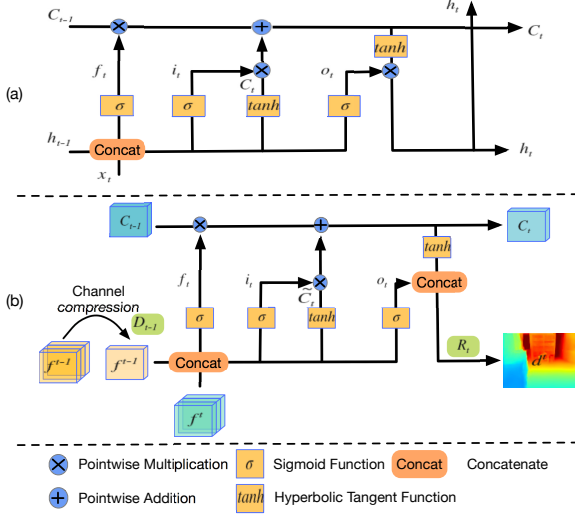 h_t
C_{t-1}
C_t
tanh
f_t
i_t
o_t
C_t
(a)
σ
σ
tanh
σ
h_{t-1}
Concat
h_t
x_t
C_{t-1}
C_t
tanh
f_t
i_t
o_t
Concat
C̃_t
Channel
compression
(b)
D_{t-1}
σ
σ
tanh
σ
R_t
f^{t-1}
f^{t-1}
Concat
d^t
f^t
Pointwise Multiplication
σ
Sigmoid Function
Concat
Concatenate
Pointwise Addition
tanh
Hyperbolic Tangent Function